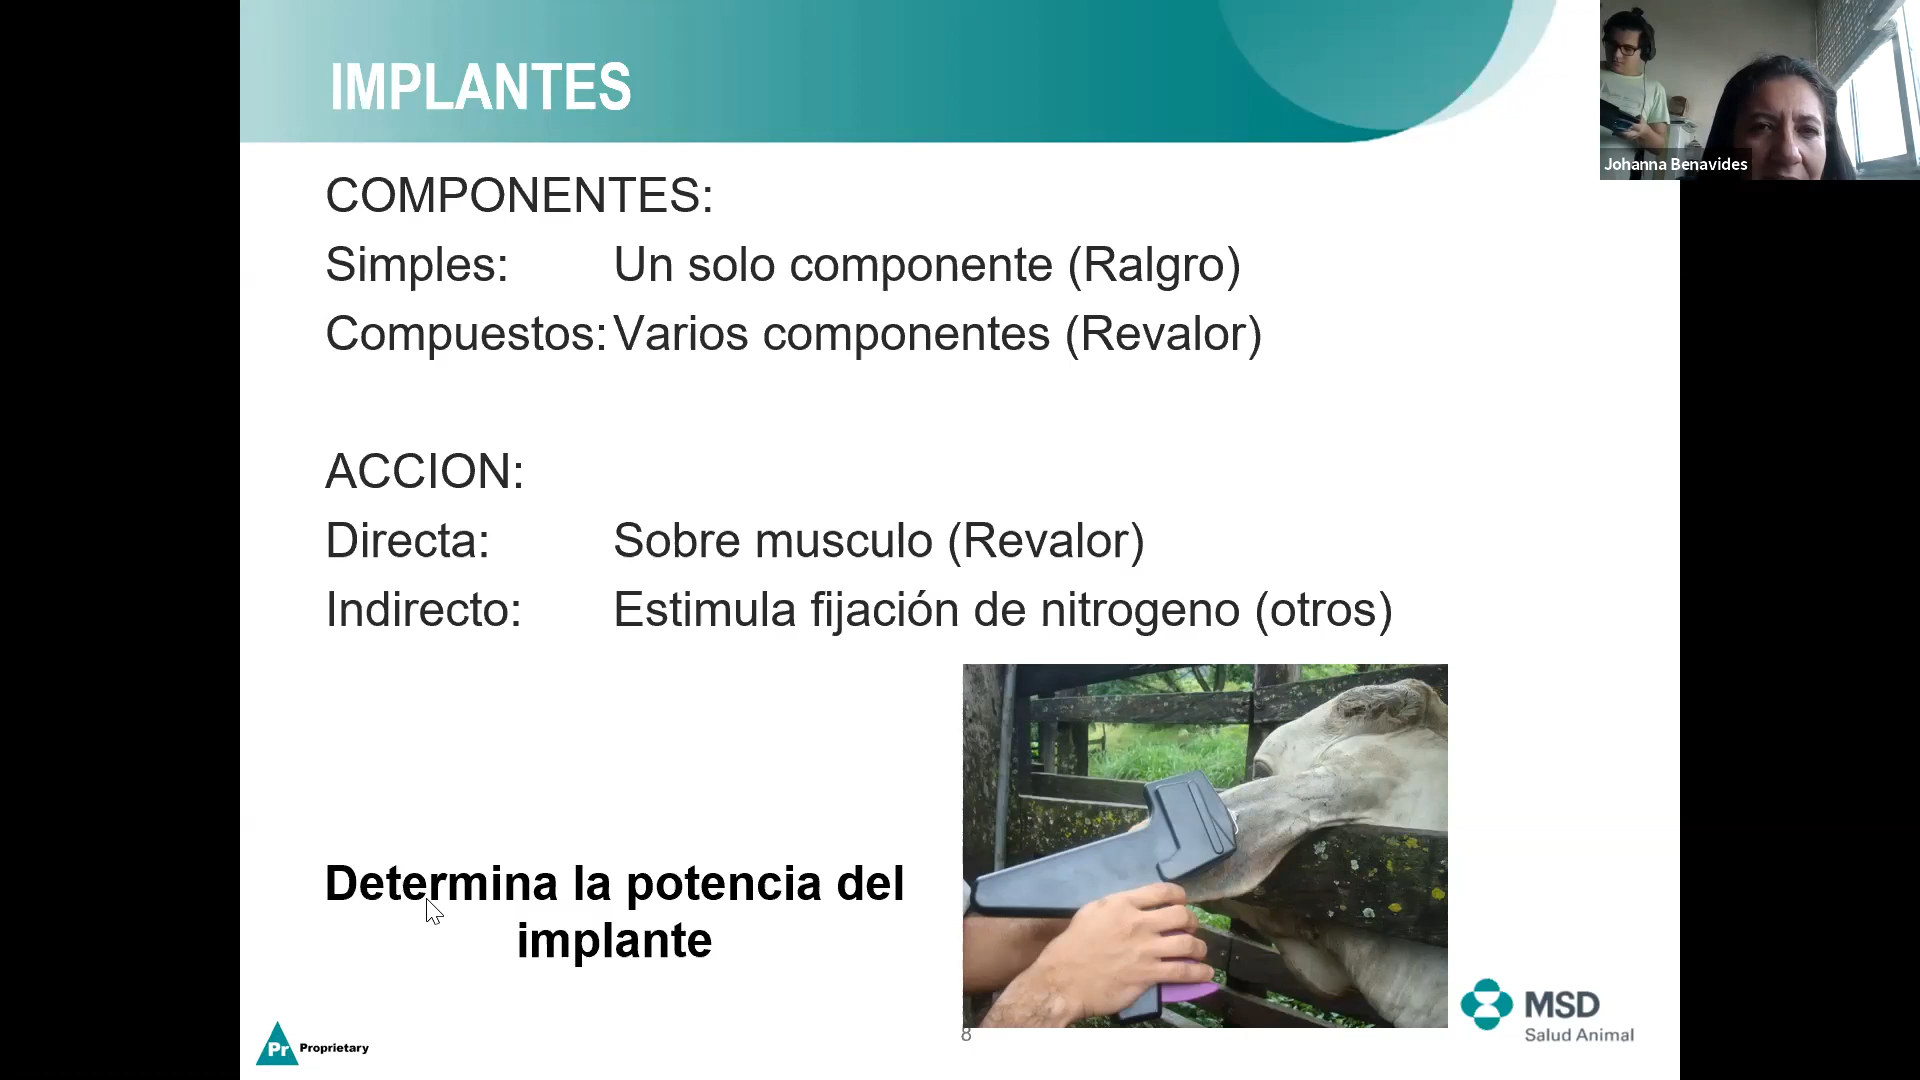 IMPLANTES
Johanna Benavides
COMPONENTES:
Simples: Un solo componente (Ralgro)
Compuestos: Varios componentes (Revalor)
ACCION:
Directa: Sobre musculo (Revalor)
Indirecto: Estimula fijación de nitrogeno (otros)
Determina la potencia del
implante
MSD
Salud Animal
Pr Proprietary
8